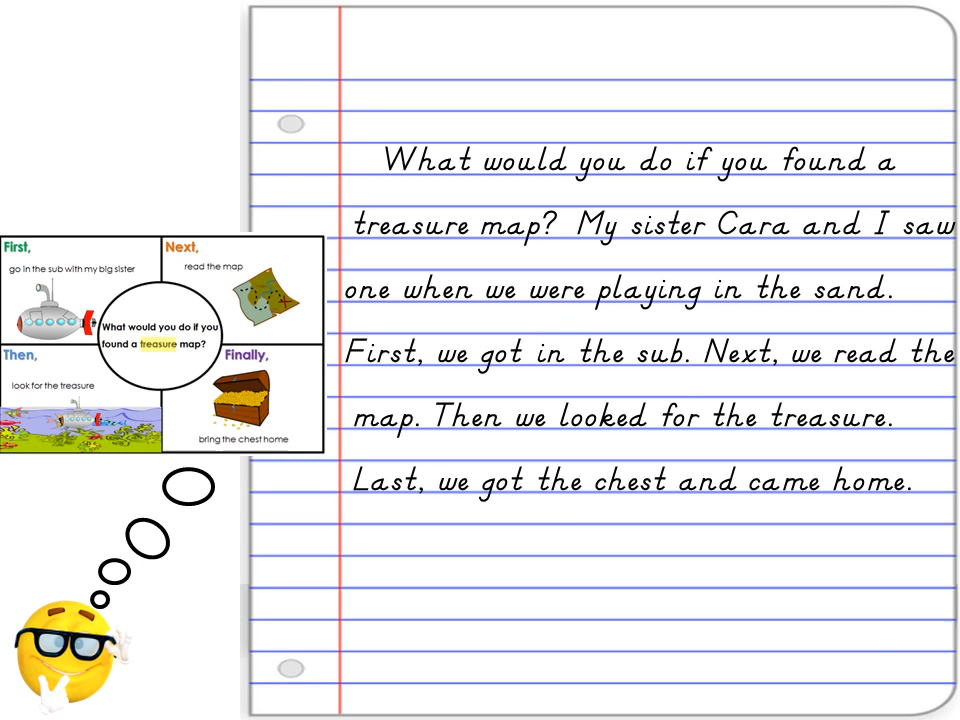 What would you do if you found a
treasure map?  My sister Cara and I saw
one when we were playing in the sand.
First, we got in the sub. Next, we read the
map. Then we looked for the treasure.
Last, we got the chest and came home.
First,
go in the sub with my big sister
Next,
read the map
What would you do if you
found a treasure map?
Then,
look for the treasure
Finally,
bring the chest home